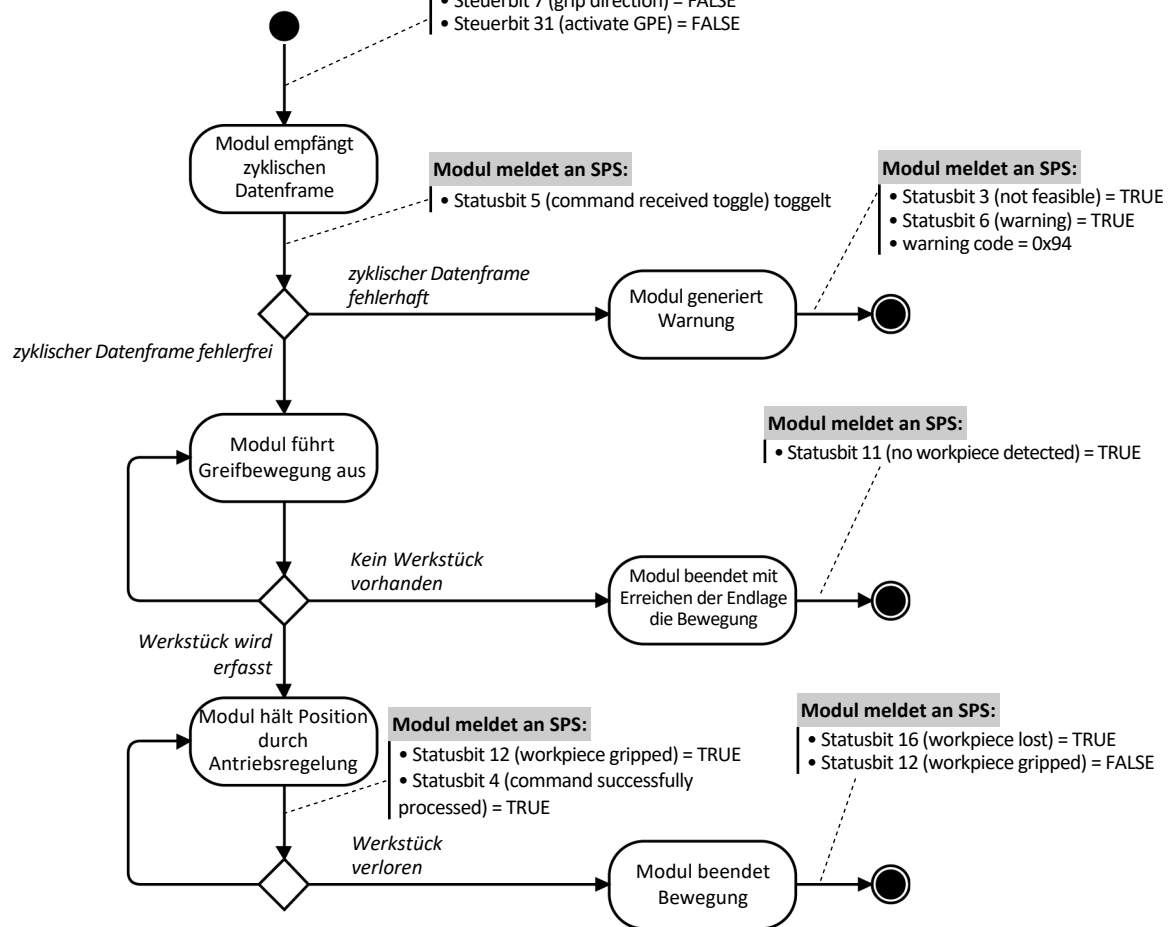 • Steuerbit 7 (grip direction) = FALSE
• Steuerbit 31 (activate GPE) = FALSE
Modul empfängt
zyklischen
Datenframe
Modul meldet an SPS:
• Statusbit 5 (command received toggle) toggelt
Modul meldet an SPS:
• Statusbit 3 (not feasible) = TRUE
• Statusbit 6 (warning) = TRUE
• warning code = 0x94
zyklischer Datenframe
fehlerhaft
Modul generiert
Warnung
zyklischer Datenframe fehlerfrei
Modul führt
Greifbewegung aus
Modul meldet an SPS:
• Statusbit 11 (no workpiece detected) = TRUE
Kein Werkstück
vorhanden
Modul beendet mit
Erreichen der Endlage
die Bewegung
Werkstück wird
erfasst
Modul hält Position
durch
Antriebsregelung
Modul meldet an SPS:
• Statusbit 12 (workpiece gripped) = TRUE
• Statusbit 4 (command successfully
processed) = TRUE
Modul meldet an SPS:
• Statusbit 16 (workpiece lost) = TRUE
• Statusbit 12 (workpiece gripped) = FALSE
Werkstück
verloren
Modul beendet
Bewegung